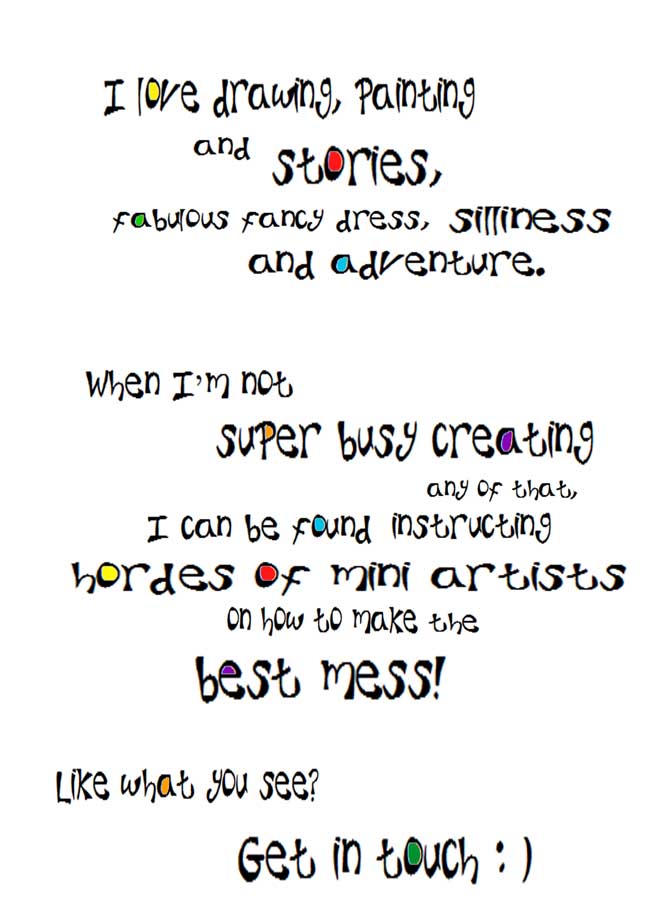 I love drawing, painting
and stories,
fabulous fancy dress, silliness
and adventure.
When I'm not
super busy creating
any of that,
I can be found instructing
hordes of mini artists
on how to make the
best mess!
Like what you see?
Get in touch : )